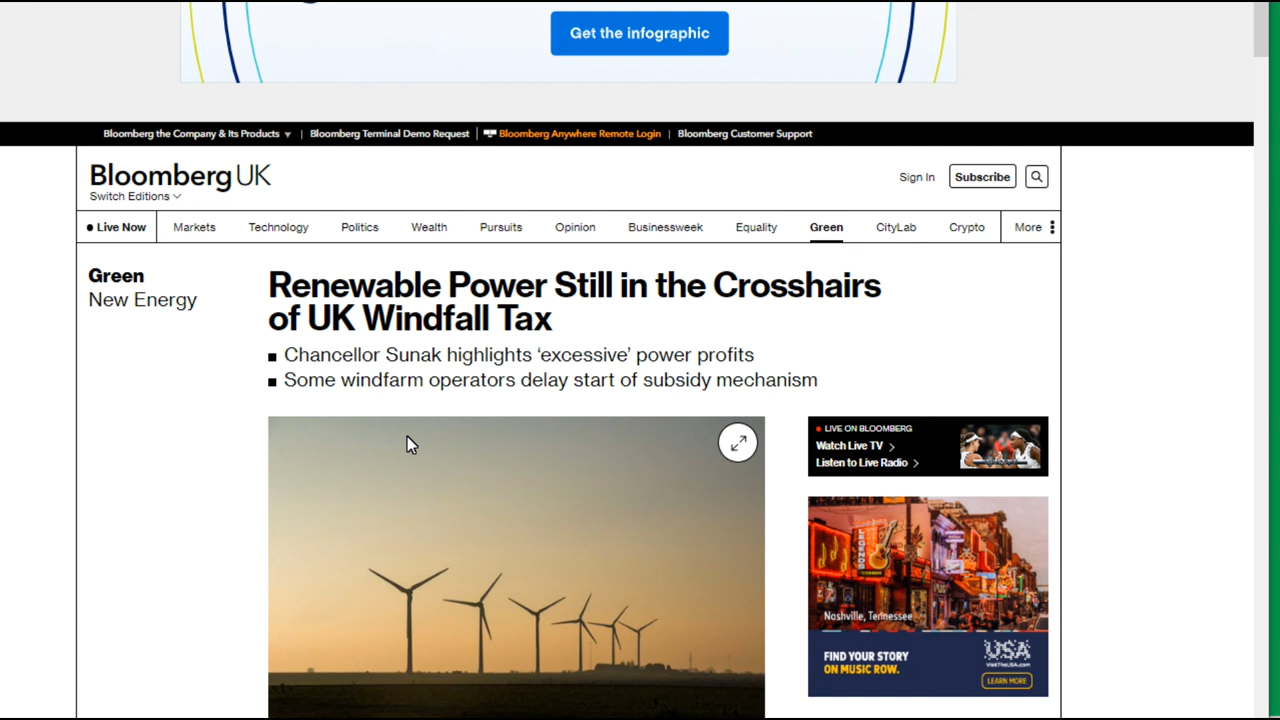 Get the infographic
Bloomberg the Company & Its Products ▼ | Bloomberg Terminal Demo Request | Bloomberg Anywhere Remote Login | Bloomberg Customer Support
Bloomberg UK
Switch Editions
Sign In
Subscribe
Live Now
Markets
Technology
Politics
Wealth
Pursuits
Opinion
Businessweek
Equality
Green
CityLab
Crypto
More
Green
New Energy
Renewable Power Still in the Crosshairs
of UK Windfall Tax
■ Chancellor Sunak highlights ‘excessive’ power profits
■ Some windfarm operators delay start of subsidy mechanism
LIVE ON BLOOMBERG
Watch Live TV
Listen to Live Radio
LEGENDS
Nashville, Tennessee
FIND YOUR STORY
ON MUSIC ROW.
USA
VisitTheUSA.com
LEARN MORE